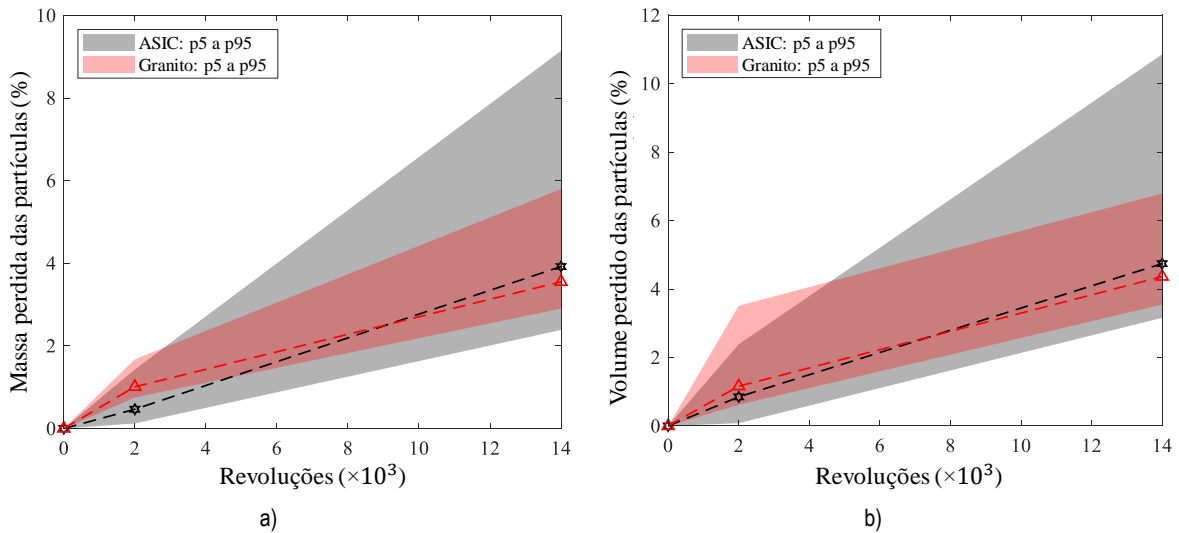 10
8
6
4
2
0
Massa perdida das partículas (%)
ASIC: p5 a p95
Granito: p5 a p95
0 2 4 6 8 10 12 14
Revoluções (×10³)
a)
12
10
8
6
4
2
0
Volume perdido das partículas (%)
ASIC: p5 a p95
Granito: p5 a p95
0 2 4 6 8 10 12 14
Revoluções (×10³)
b)